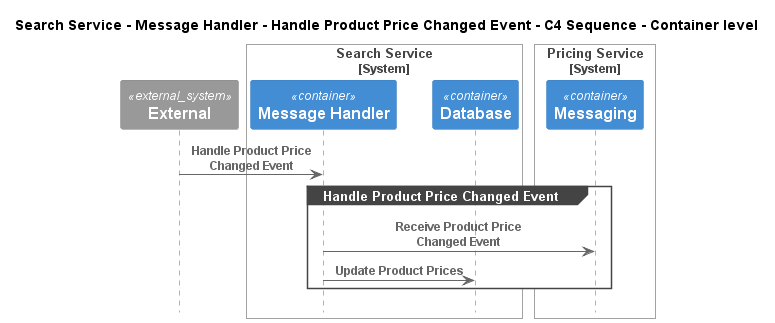 Search Service - Message Handler - Handle Product Price Changed Event - C4 Sequence - Container level
Search Service
[System]
Pricing Service
[System]
«external_system»
External
«container»
Message Handler
«container»
Database
«container»
Messaging
Handle Product Price
Changed Event
Handle Product Price Changed Event
Receive Product Price
Changed Event
Update Product Prices